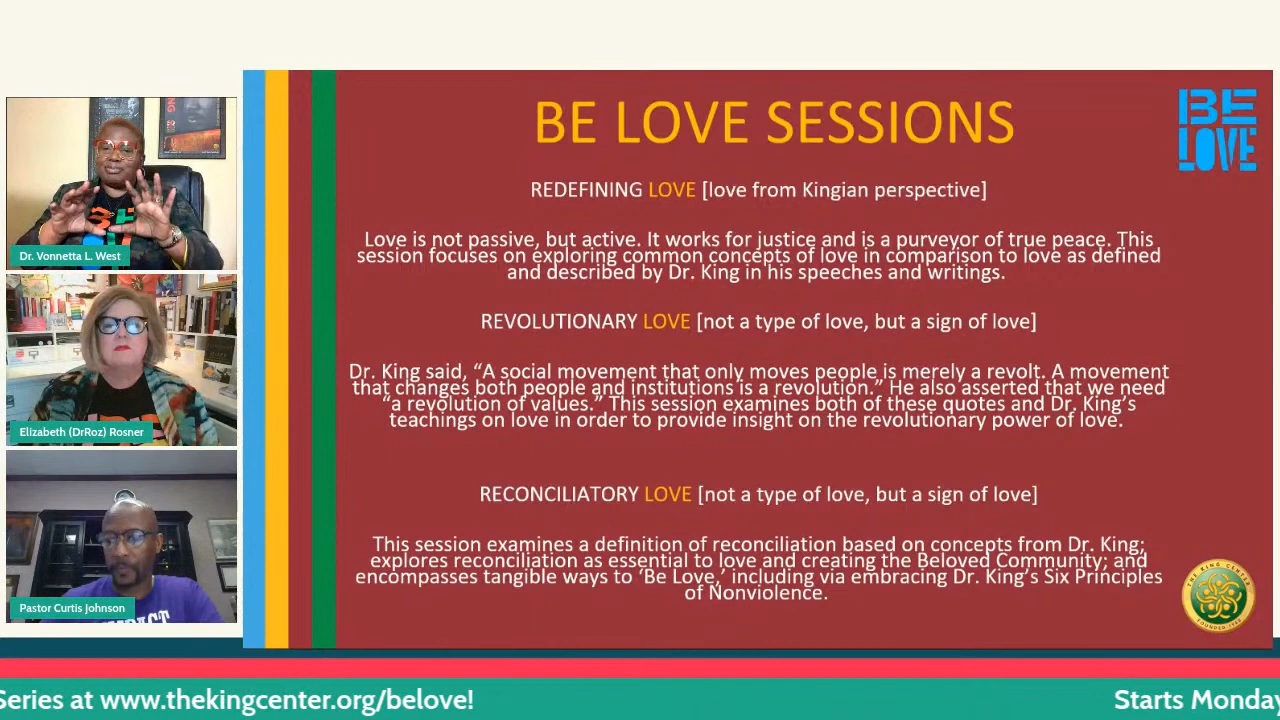 BE LOVE SESSIONS
BE
LOVE
REDEFINING LOVE [love from Kingian perspective]
Love is not passive, but active. It works for justice and is a purveyor of true peace. This
session focuses on exploring common concepts of love in comparison to love as defined
and described by Dr. King in his speeches and writings.
REVOLUTIONARY LOVE [not a type of love, but a sign of love]
Dr. King said, “A social movement that only moves people is merely a revolt. A movement
that changes both people and institutions is a revolution.” He also asserted that we need
“a revolution of values.” This session examines both of these quotes and Dr. King’s
teachings on love in order to provide insight on the revolutionary power of love.
RECONCILIATORY LOVE [not a type of love, but a sign of love]
This session examines a definition of reconciliation based on concepts from Dr. King;
explores reconciliation as essential to love and creating the Beloved Community; and
encompasses tangible ways to ‘Be Love,’ including via embracing Dr. King’s Six Principles
of Nonviolence.
THE KING CENTER
Dr. Vonnetta L. West
Elizabeth (DrRoz) Rosner
Pastor Curtis Johnson
Series at www.thekingcenter.org/belove!
Starts Monday